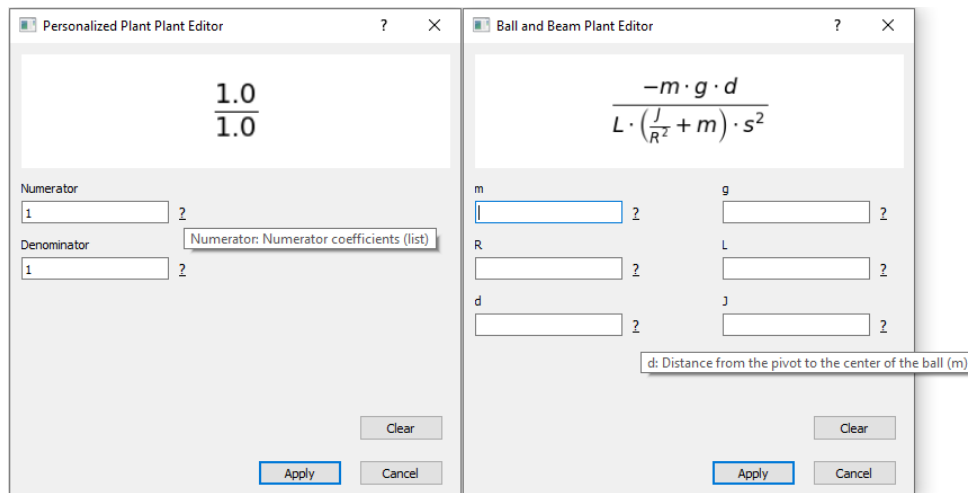 Personalized Plant Plant Editor ? ×
1.0
1.0
Numerator
1 ?
Numerator: Numerator coefficients (list)
Denominator
1 ?
Clear
Apply Cancel
Ball and Beam Plant Editor ? ×
−m · g · d
L · (J/R² + m) · s²
m g
? ?
R L
? ?
d J
? ?
d: Distance from the pivot to the center of the ball (m)
Clear
Apply Cancel